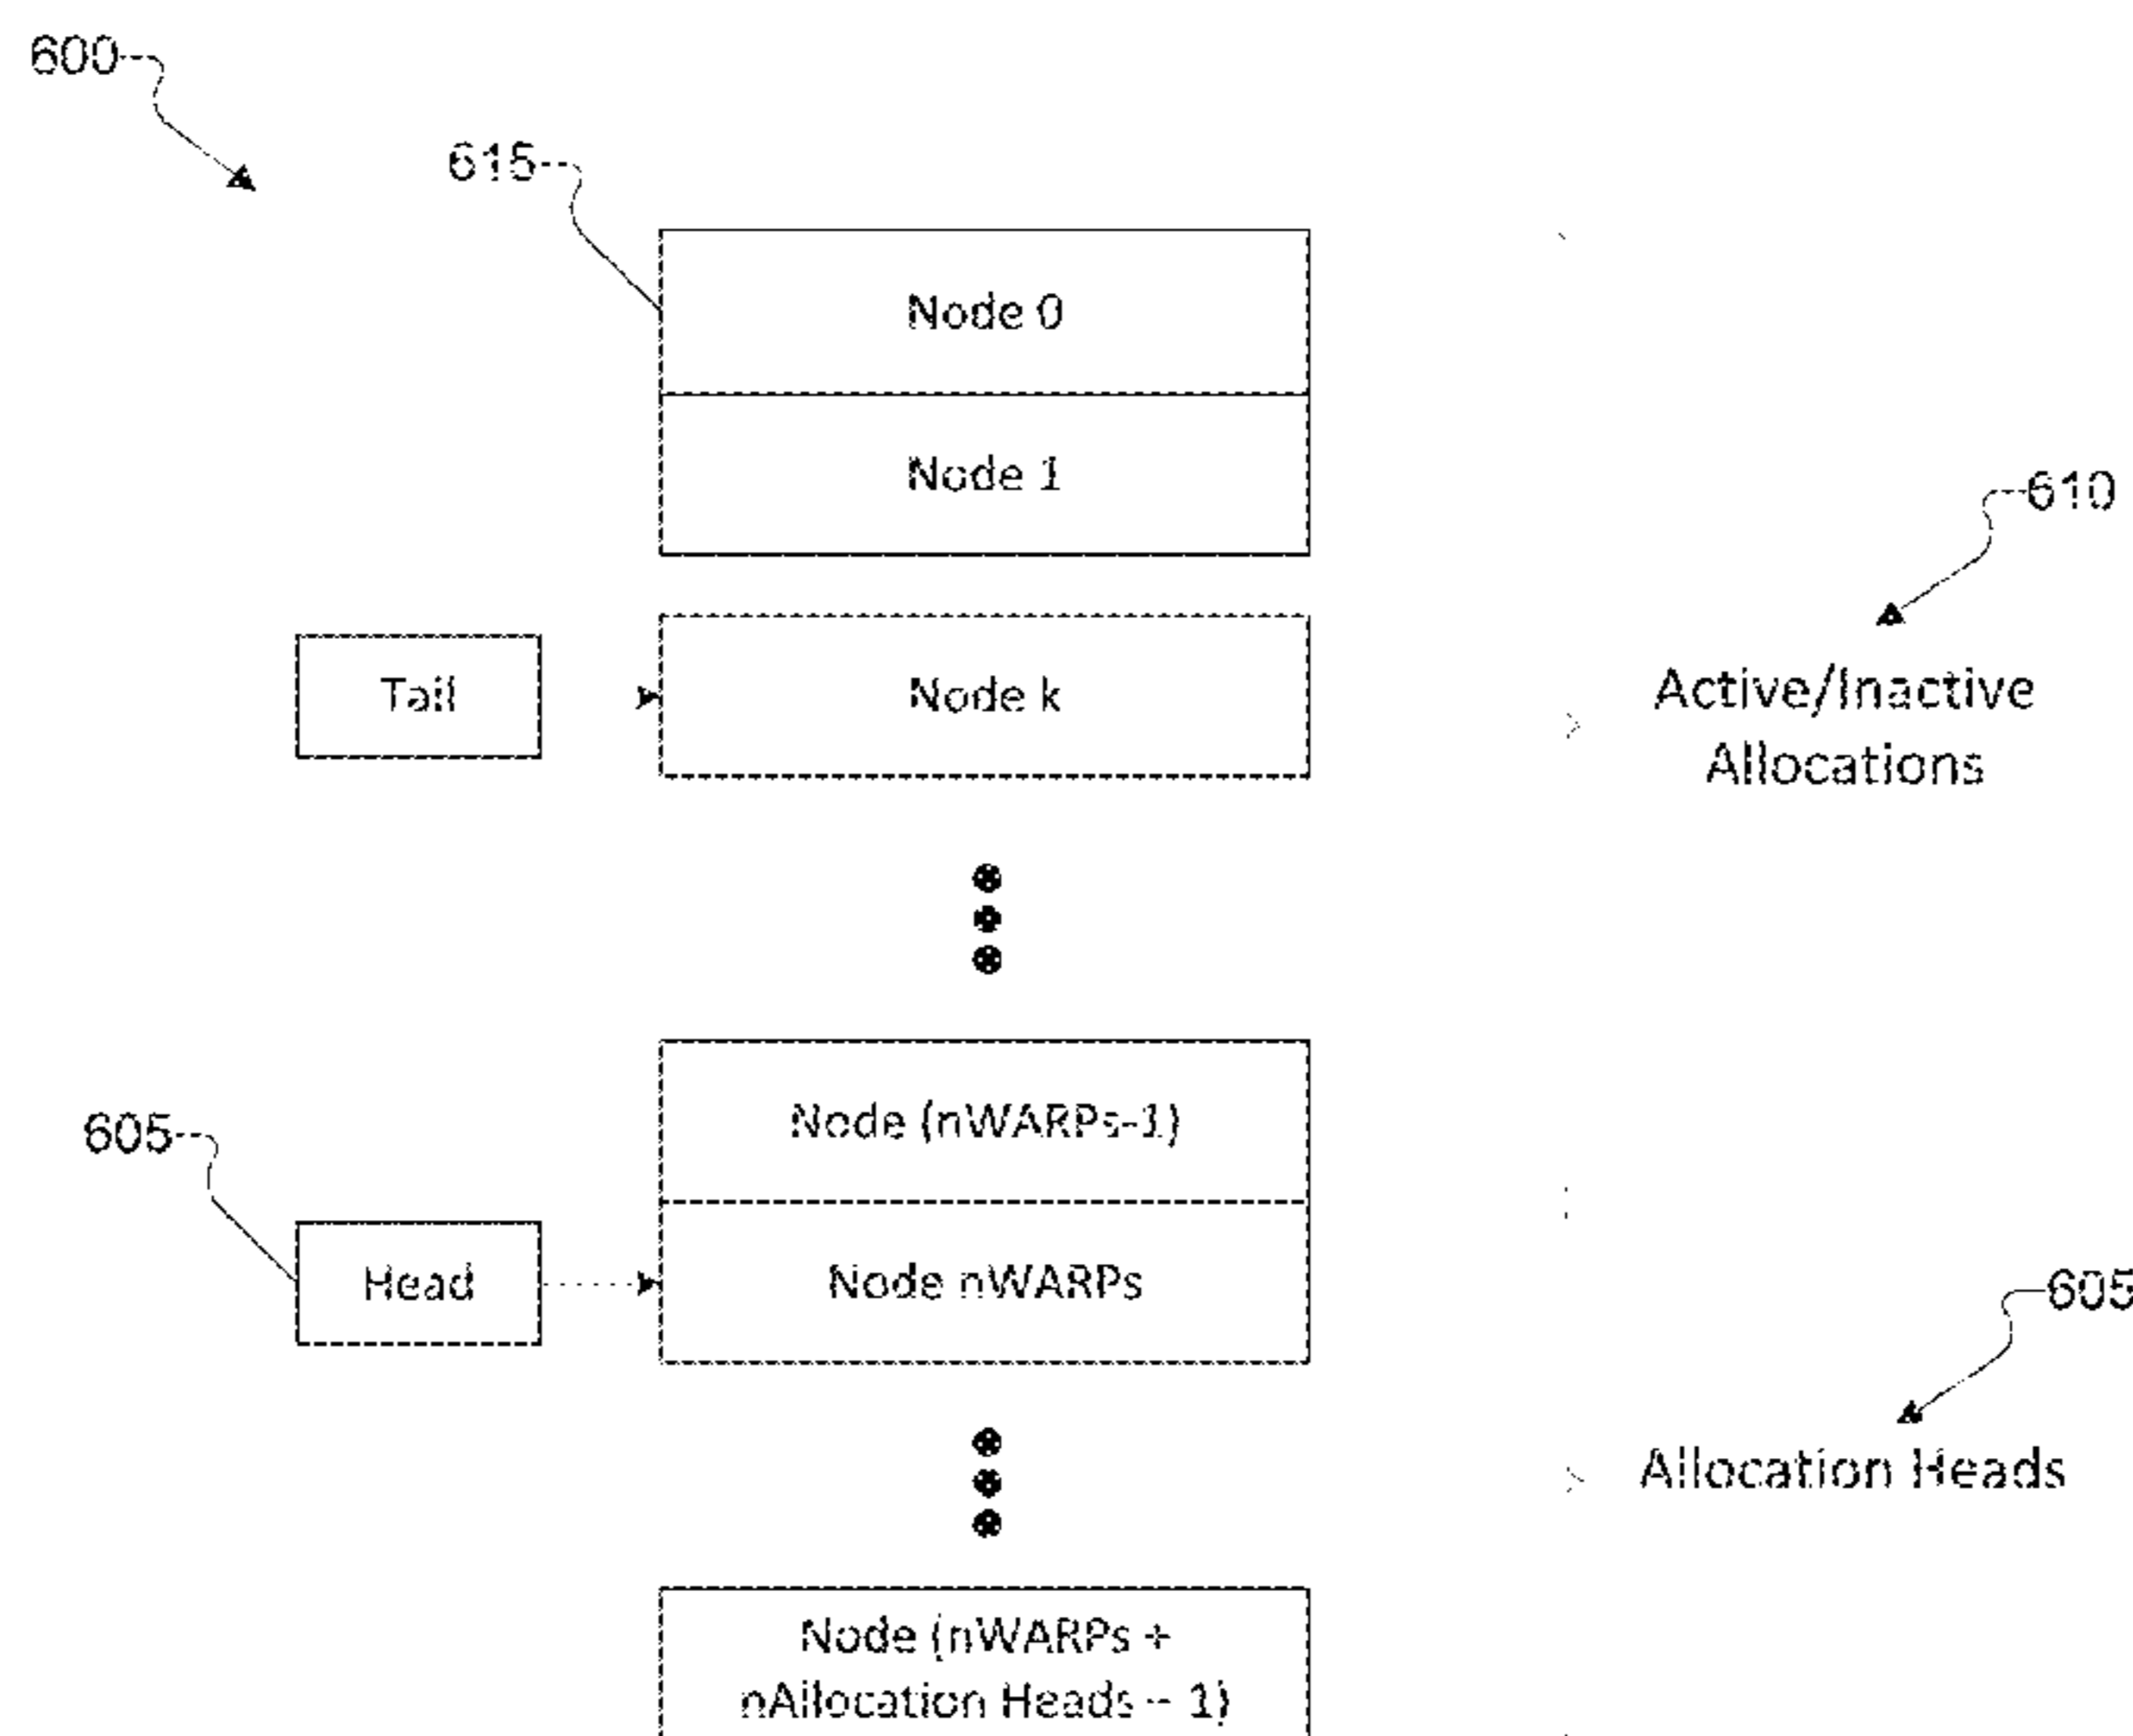 600
615
Node 0
Node 1
610
Tail
Node k
Active/Inactive
Allocations
Node (nWARPs-1)
605
Head
Node nWARPs
605
Allocation Heads
Node (nWARPs +
nAllocation Heads - 1)